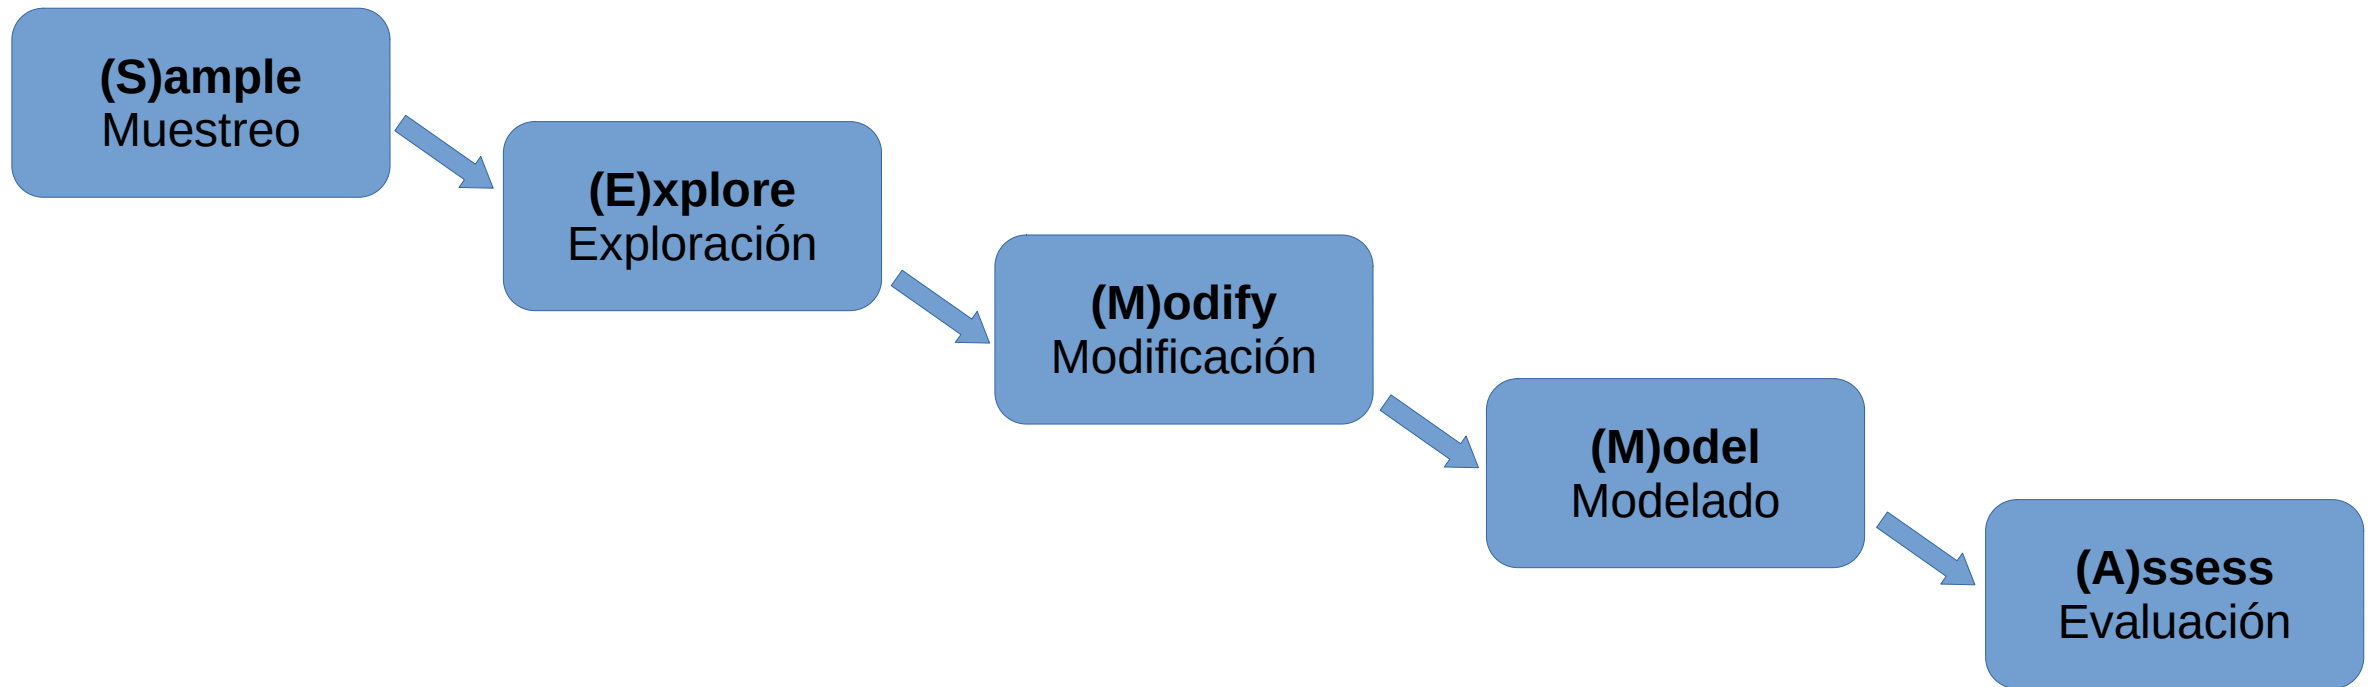 (S)ample
Muestreo
(E)xplore
Exploración
(M)odify
Modificación
(M)odel
Modelado
(A)ssess
Evaluación